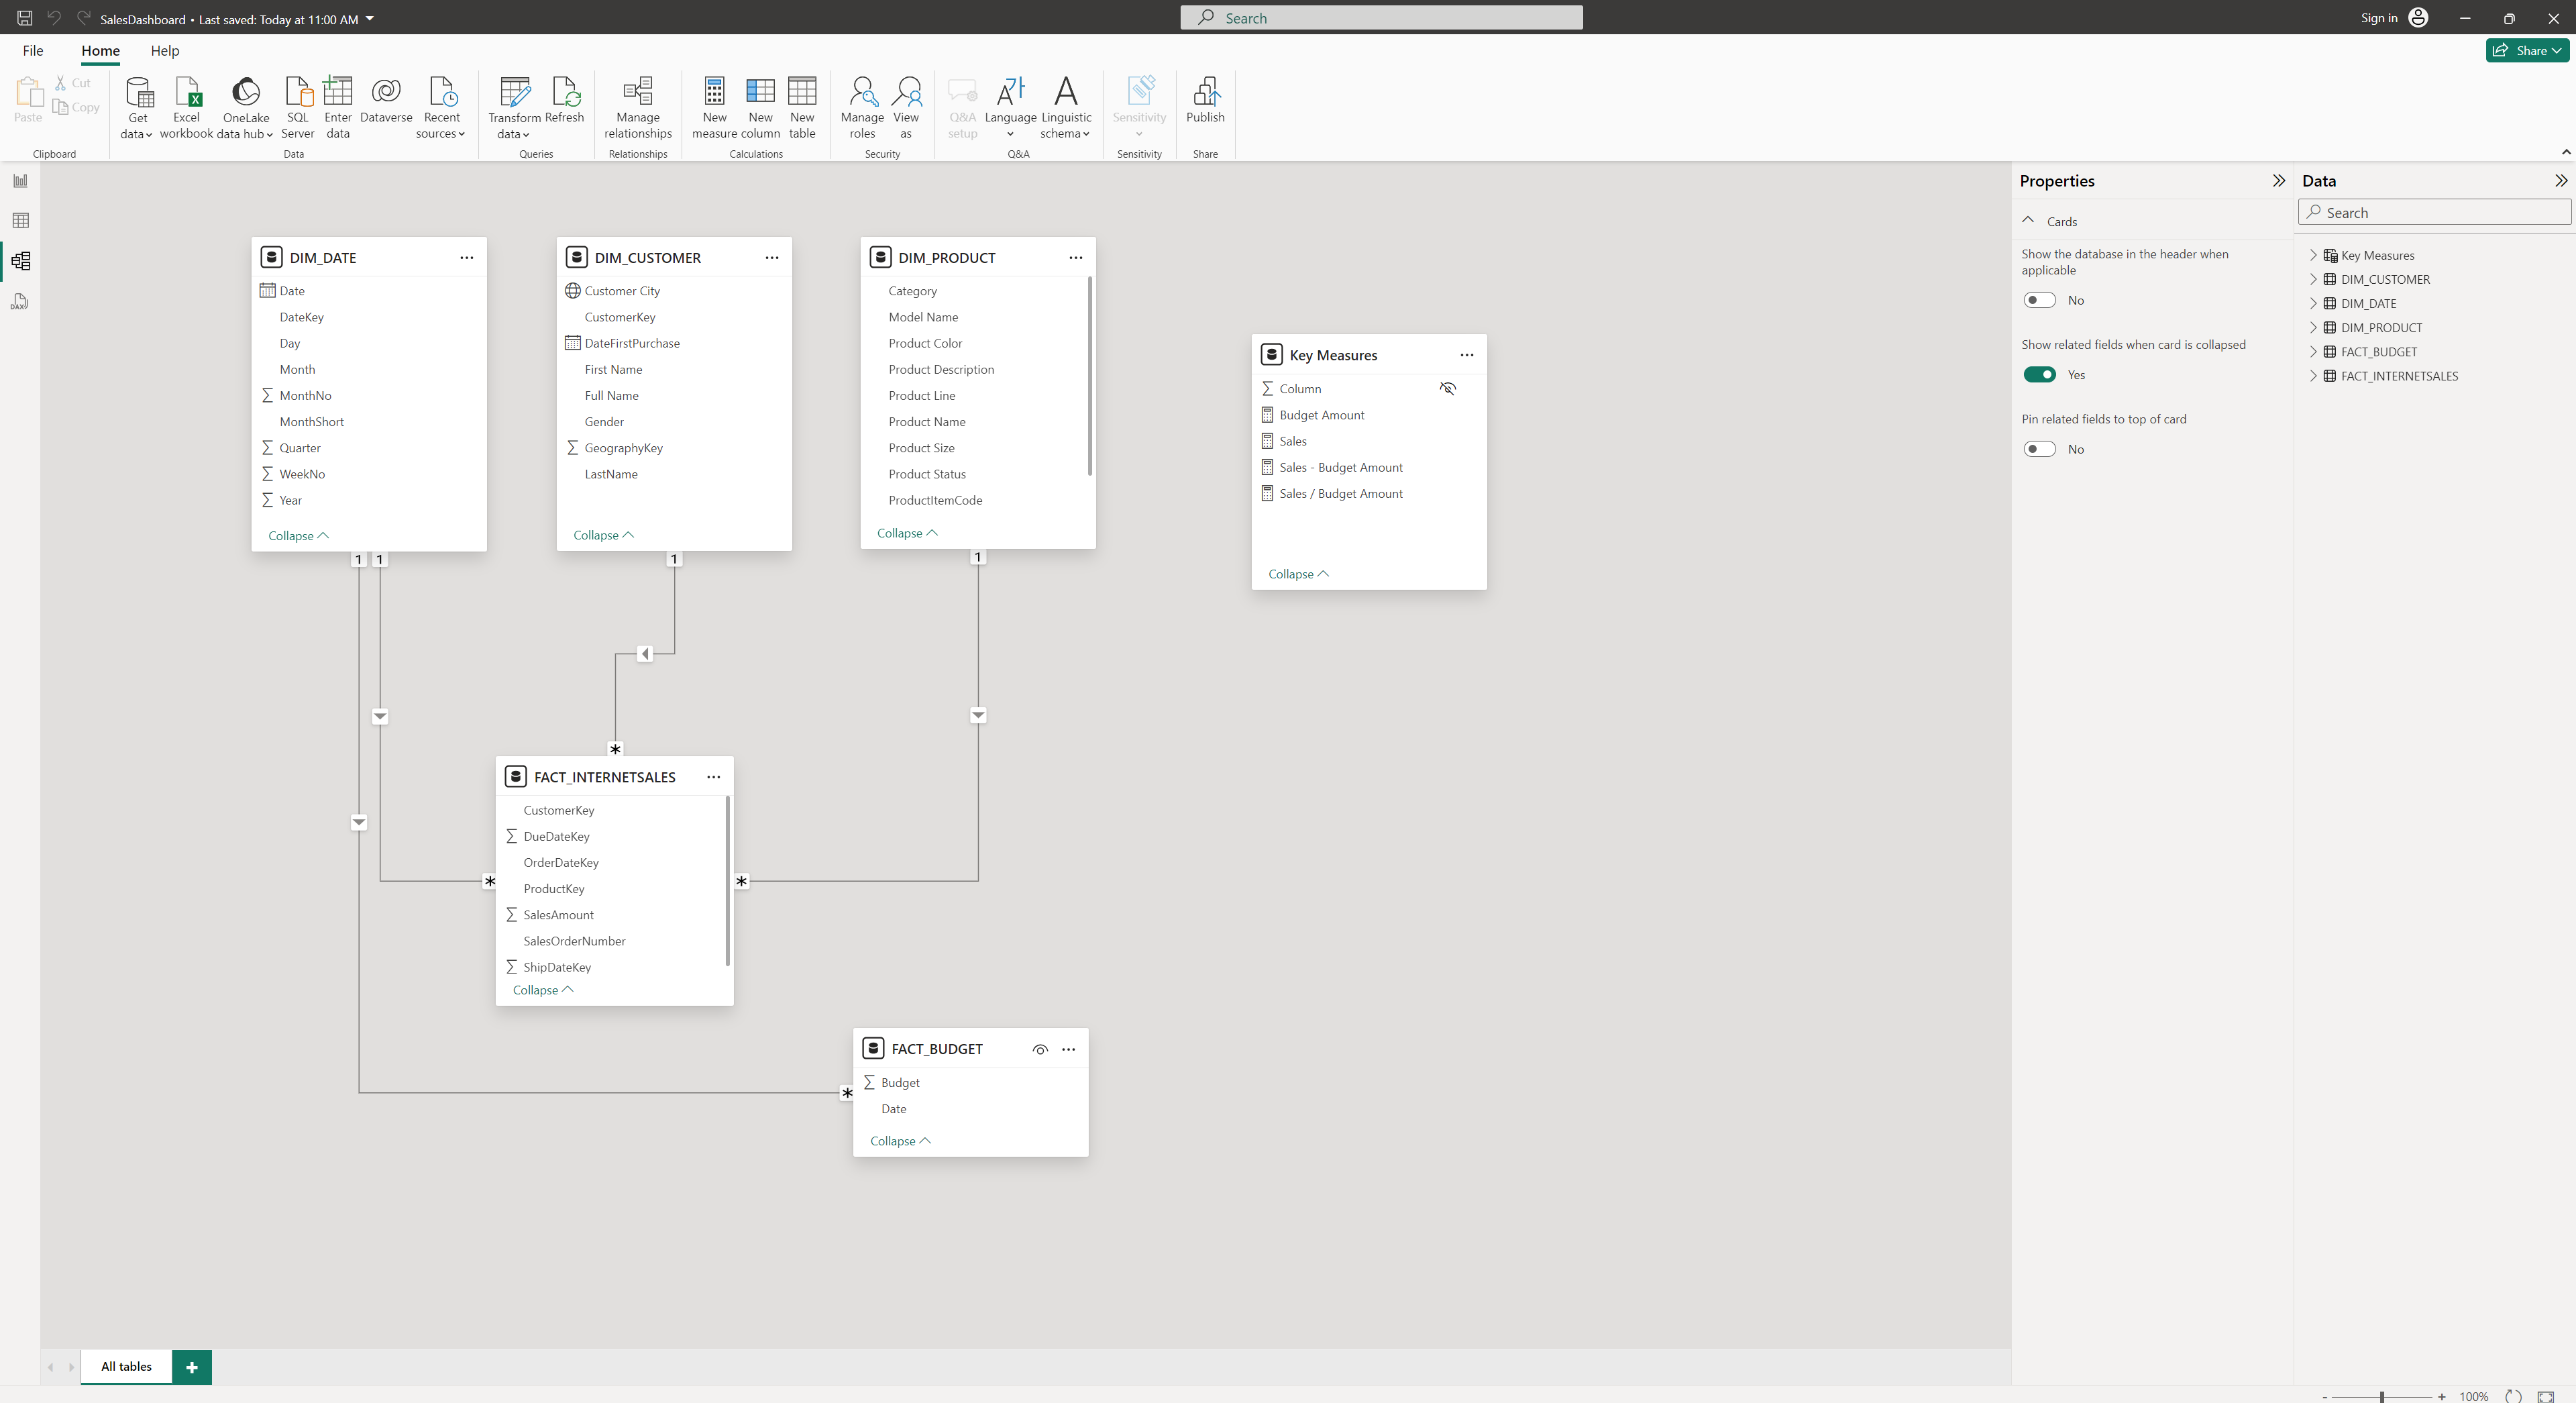 SalesDashboard • Last saved: Today at 11:00 AM
Search
Sign in
File
Home
Help
Share
Paste
Cut
Copy
Clipboard
Get data
Excel workbook
OneLake data hub
SQL Server
Enter data
Dataverse
Recent sources
Data
Transform data
Refresh
Queries
Manage relationships
Relationships
New measure
New column
New table
Calculations
Manage roles
View as
Security
Q&A setup
Language
Linguistic schema
Q&A
Sensitivity
Sensitivity
Publish
Share
DAX
DIM_DATE
Date
DateKey
Day
Month
MonthNo
MonthShort
Quarter
WeekNo
Year
Collapse
1 1
DIM_CUSTOMER
Customer City
CustomerKey
DateFirstPurchase
First Name
Full Name
Gender
GeographyKey
LastName
Collapse
1
DIM_PRODUCT
Category
Model Name
Product Color
Product Description
Product Line
Product Name
Product Size
Product Status
ProductItemCode
Collapse
1
Key Measures
Column
Budget Amount
Sales
Sales - Budget Amount
Sales / Budget Amount
Collapse
*
FACT_INTERNETSALES
CustomerKey
DueDateKey
OrderDateKey
* ProductKey *
SalesAmount
SalesOrderNumber
ShipDateKey
Collapse
FACT_BUDGET
Budget
*
Date
Collapse
Properties
Cards
Show the database in the header when
applicable
No
Show related fields when card is collapsed
Yes
Pin related fields to top of card
No
Data
Search
Key Measures
DIM_CUSTOMER
DIM_DATE
DIM_PRODUCT
FACT_BUDGET
FACT_INTERNETSALES
All tables
+
- + 100%